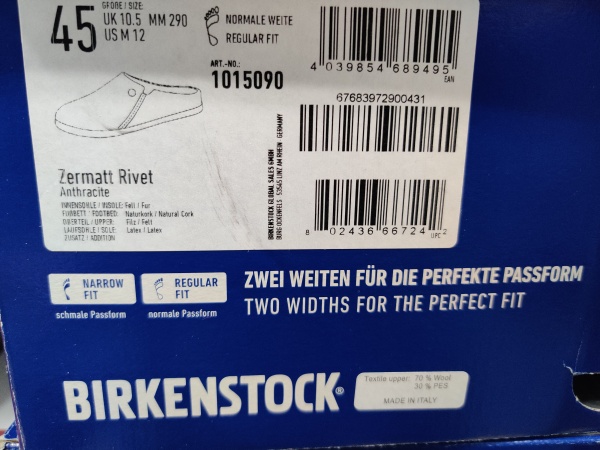 45
GRÖßE / SIZE:
UK 10.5 MM 290
US M 12
NORMALE WEITE
REGULAR FIT
ART.-NO.:
1015090
4 039854 689495
EAN
67683972900431
8 02436 66724 2
UPC
Zermatt Rivet
Anthracite
INNENSOHLE / INSOLE: Fell / Fur
FUßBETT / FOOTBED: Naturkork / Natural Cork
OBERTEIL / UPPER: Filz / Felt
LAUFSOHLE / SOLE: Latex / Latex
ZUSATZ / ADDITION
BIRKENSTOCK GLOBAL SALES GMBH
BURG OCKENFELS 53545 LINZ AM RHEIN GERMANY
NARROW FIT
schmale Passform
REGULAR FIT
normale Passform
ZWEI WEITEN FÜR DIE PERFEKTE PASSFORM
TWO WIDTHS FOR THE PERFECT FIT
BIRKENSTOCK®
Textile upper: 70 % Wool
30 % PES
MADE IN ITALY